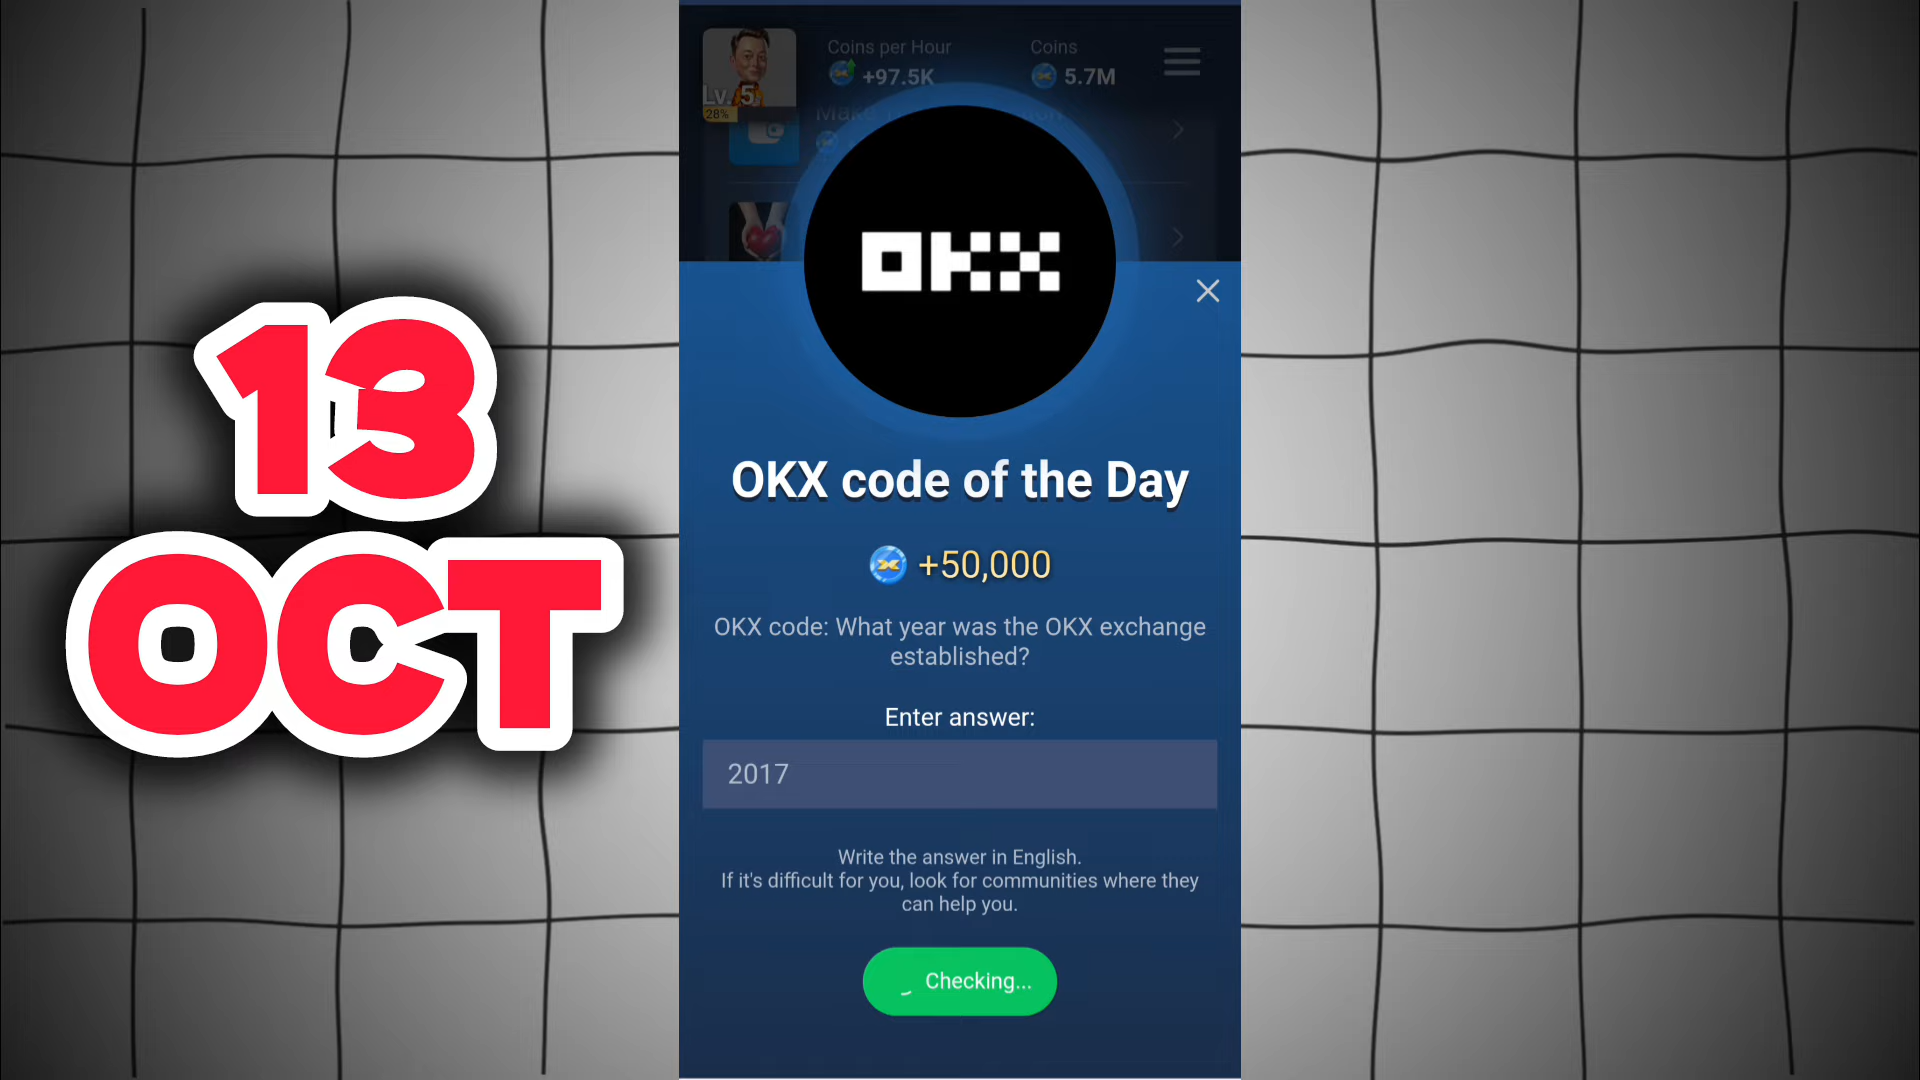 13
OCT
Coins per Hour
+97.5K
Coins
5.7M
Lv. 5
28%
OKX
OKX code of the Day
+50,000
OKX code: What year was the OKX exchange
established?
Enter answer:
2017
Write the answer in English.
If it's difficult for you, look for communities where they
can help you.
Checking...